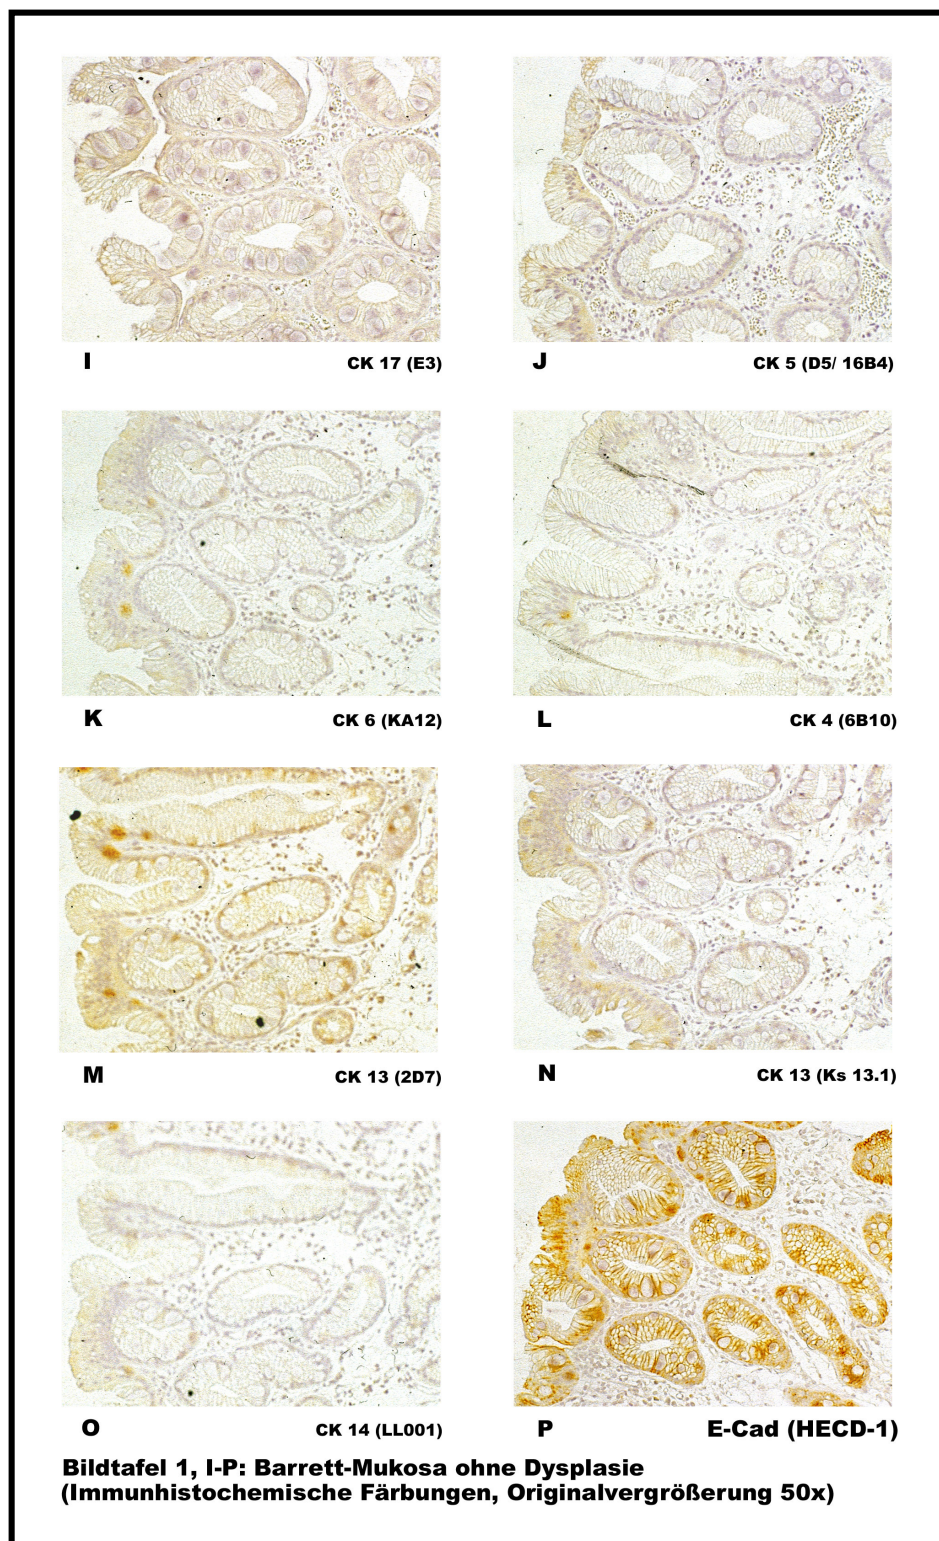 I
CK 17 (E3)
J
CK 5 (D5/ 16B4)
K
CK 6 (KA12)
L
CK 4 (6B10)
M
CK 13 (2D7)
N
CK 13 (Ks 13.1)
O
CK 14 (LL001)
P
E-Cad (HECD-1)
Bildtafel 1, I-P: Barrett-Mukosa ohne Dysplasie
(Immunhistochemische Färbungen, Originalvergrößerung 50x)